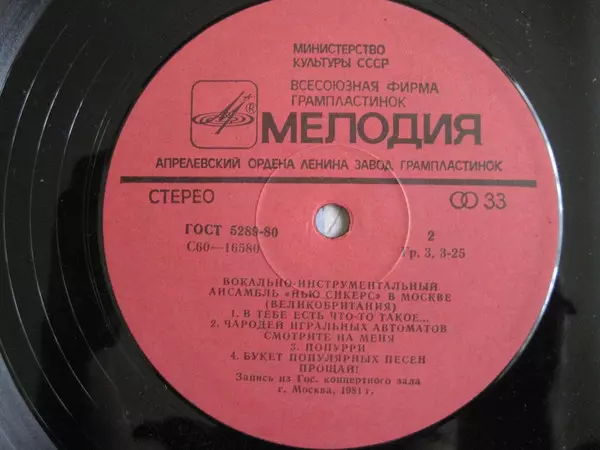 МИНИСТЕРСТВО
КУЛЬТУРЫ СССР
ВСЕСОЮЗНАЯ ФИРМА
ГРАМПЛАСТИНОК
® МЕЛОДИЯ
АПРЕЛЕВСКИЙ ОРДЕНА ЛЕНИНА ЗАВОД ГРАМПЛАСТИНОК
СТЕРЕО 33
ГОСТ 5289-80 2
С60—16580 Гр. 3, 3-25
ВОКАЛЬНО-ИНСТРУМЕНТАЛЬНЫЙ
АНСАМБЛЬ «НЬЮ СИКЕРС» В МОСКВЕ
(ВЕЛИКОБРИТАНИЯ)
1. В ТЕБЕ ЕСТЬ ЧТО-ТО ТАКОЕ...
2. ЧАРОДЕЙ ИГРАЛЬНЫХ АВТОМАТОВ
СМОТРИТЕ НА МЕНЯ
3. ПОПУРРИ
4. БУКЕТ ПОПУЛЯРНЫХ ПЕСЕН
ПРОЩАЙ!
Запись из Гос. концертного зала
г. Москва, 1981 г.